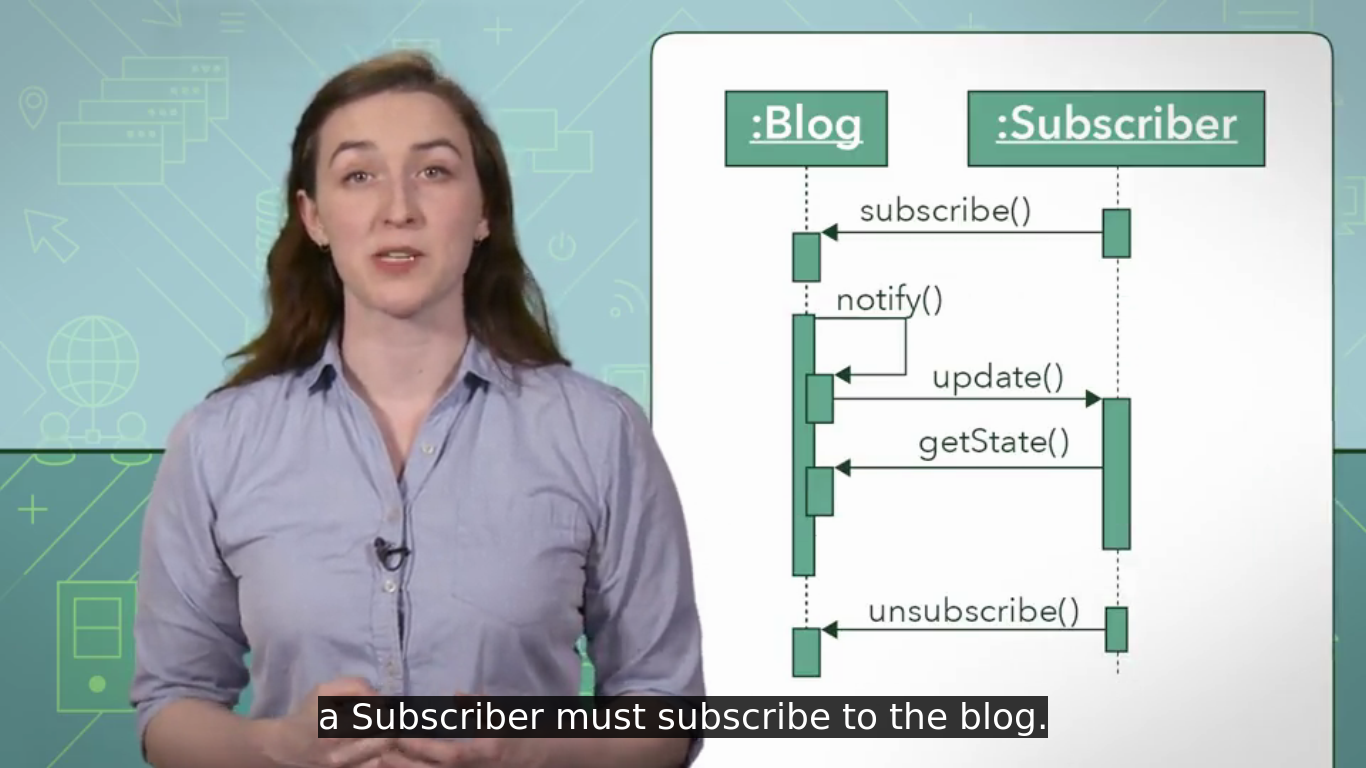 :Blog
:Subscriber
subscribe()
notify()
update()
getState()
unsubscribe()
a Subscriber must subscribe to the blog.